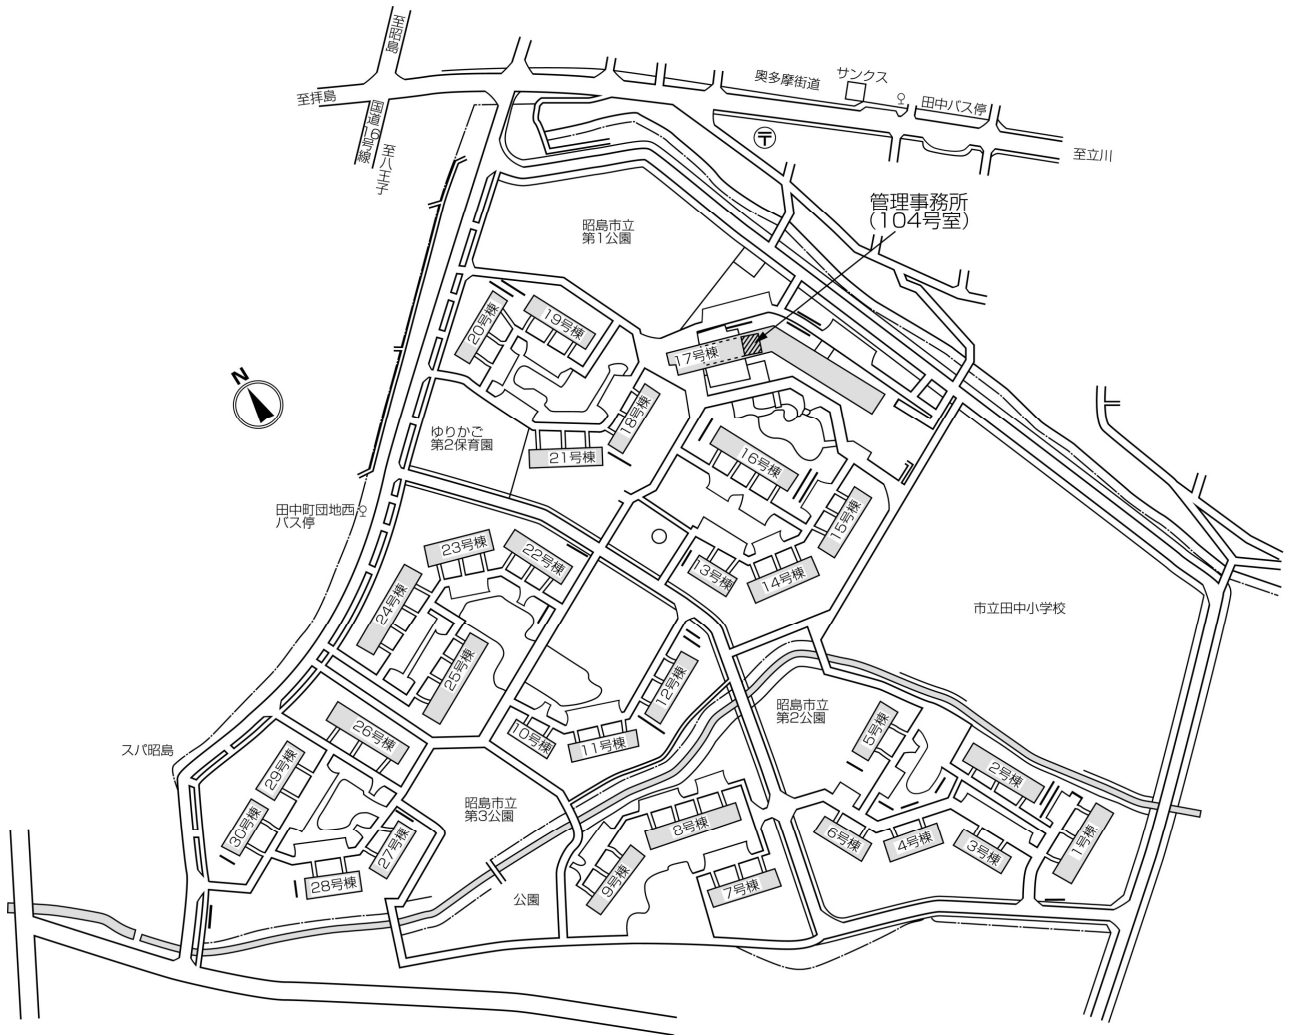 至昭島
至拝島
国道16号線
至八王子
奥多摩街道
サンクス
田中バス停
〒
至立川
管理事務所
(104号室)
昭島市立
第1公園
20号棟
19号棟
17号棟
18号棟
N
ゆりかご
第2保育園
21号棟
16号棟
15号棟
田中町団地西
バス停
23号棟
22号棟
13号棟
14号棟
24号棟
25号棟
市立田中小学校
12号棟
昭島市立
第2公園
10号棟
11号棟
5号棟
26号棟
スパ昭島
29号棟
2号棟
昭島市立
第3公園
30号棟
27号棟
28号棟
8号棟
6号棟
4号棟
3号棟
1号棟
9号棟
7号棟
公園